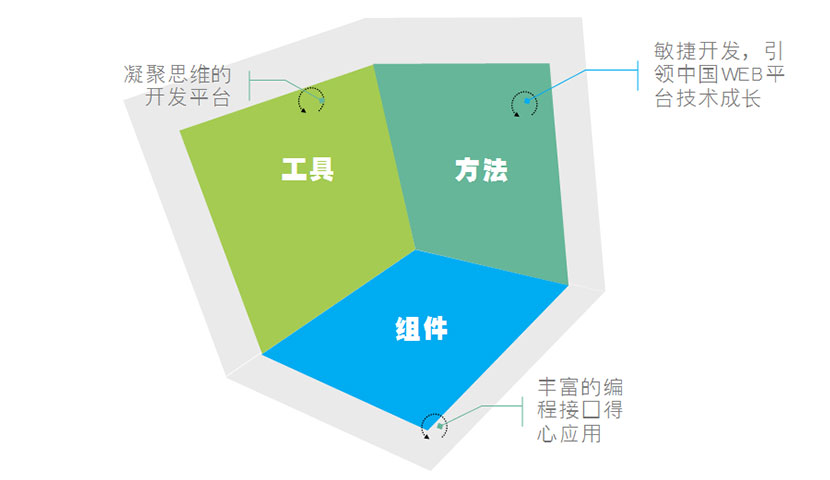 凝聚思维的
开发平台
敏捷开发，引
领中国WEB平
台技术成长
工具
方法
组件
丰富的编
程接口得
心应用